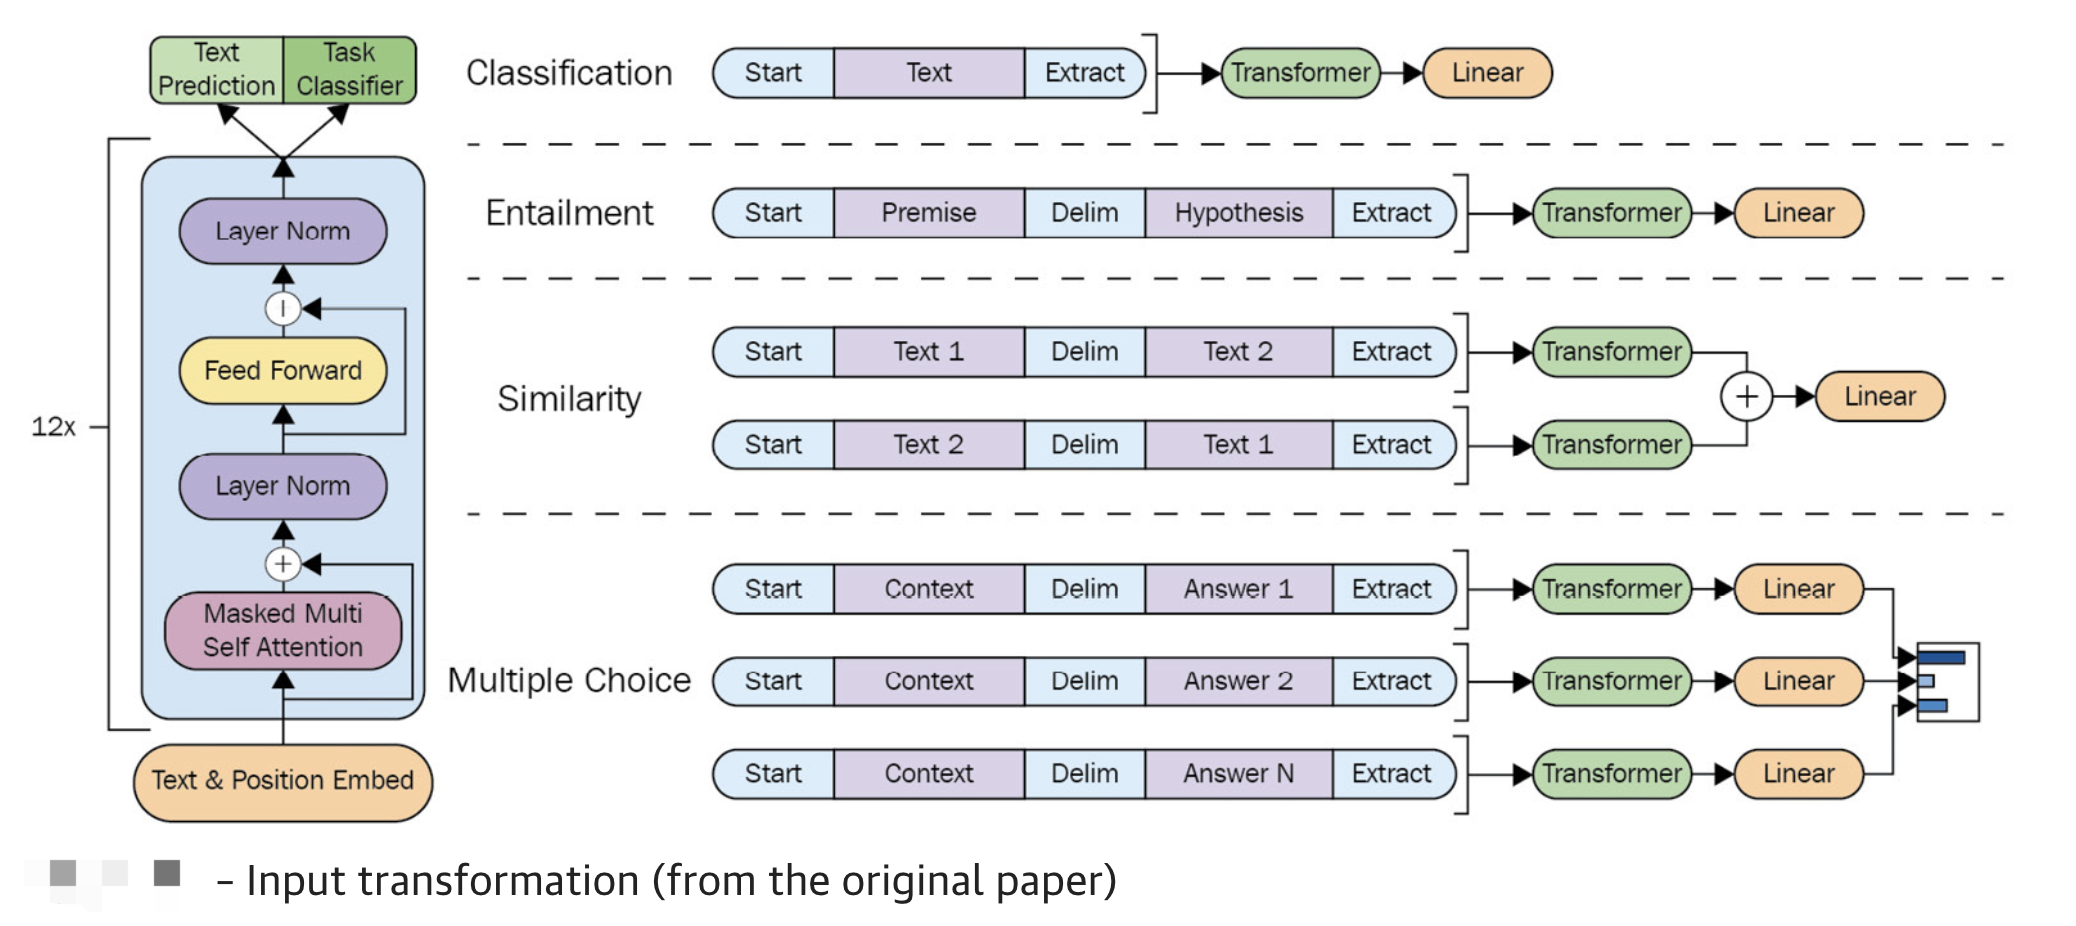 Text
Prediction
Task
Classifier
12x
Layer Norm
+
Feed Forward
Layer Norm
+
Masked Multi
Self Attention
Text & Position Embed
Classification
Start Text Extract Transformer Linear
Entailment
Start Premise Delim Hypothesis Extract Transformer Linear
Similarity
Start Text 1 Delim Text 2 Extract Transformer
+ Linear
Start Text 2 Delim Text 1 Extract Transformer
Multiple Choice
Start Context Delim Answer 1 Extract Transformer Linear
Start Context Delim Answer 2 Extract Transformer Linear
Start Context Delim Answer N Extract Transformer Linear
– Input transformation (from the original paper)